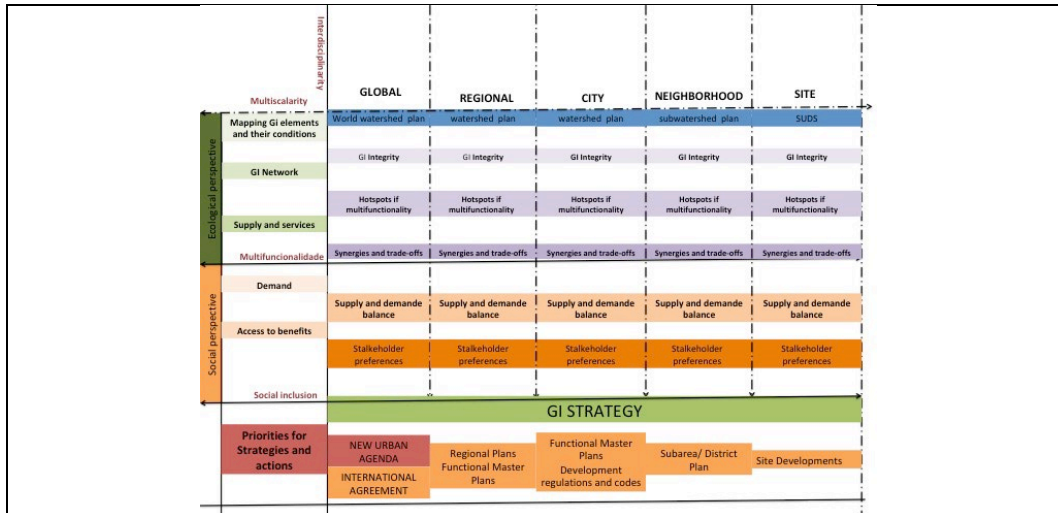 Interdisciplinarity
GLOBAL
REGIONAL
CITY
NEIGHBORHOOD
SITE
Multiscalarity
Mapping GI elements
and their conditions
World watershed plan
watershed plan
watershed plan
subwatershed plan
SUDS
Ecological perspective
GI Integrity
GI Integrity
GI Integrity
GI Integrity
GI Integrity
GI Network
Hotspots if
multifunctionality
Hotspots if
multifunctionality
Hotspots if
multifunctionality
Hotspots if
multifunctionality
Hotspots if
multifunctionality
Supply and services
Synergies and trade-offs
Synergies and trade-offs
Synergies and trade-offs
Synergies and trade-offs
Synergies and trade-offs
Multifuncionalidade
Social perspective
Demand
Supply and demande
balance
Supply and demande
balance
Supply and demande
balance
Supply and demande
balance
Supply and demande
balance
Access to benefits
Stalkeholder
preferences
Stakeholder
preferences
Stakeholder
preferences
Stakeholder
preferences
Stakeholder
preferences
Social inclusion
GI STRATEGY
Priorities for
Strategies and
actions
NEW URBAN
AGENDA
INTERNATIONAL
AGREEMENT
Regional Plans
Functional Master
Plans
Functional Master
Plans
Development
regulations and codes
Subarea/ District
Plan
Site Developments